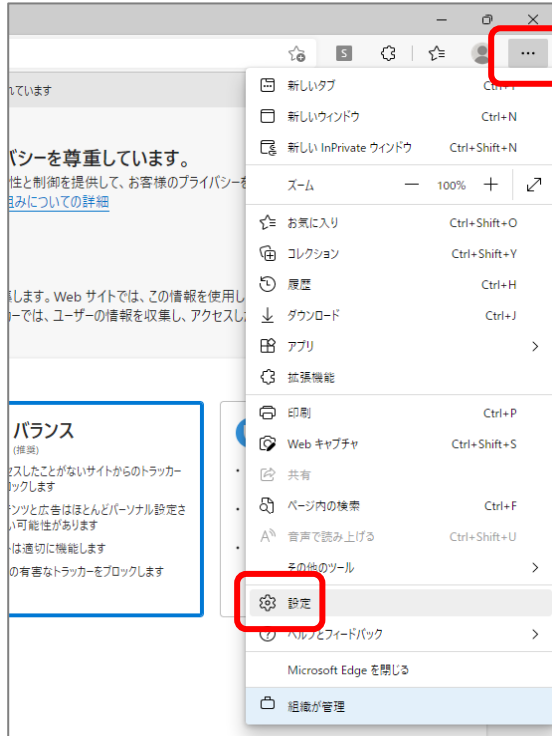 S
れています
新しいタブ
新しいウィンドウ Ctrl+N
新しい InPrivate ウィンドウ Ctrl+Shift+N
バシーを尊重しています。
性と制御を提供して、お客様のプライバシーを
組みについての詳細
ズーム 100%
お気に入り Ctrl+Shift+O
コレクション Ctrl+Shift+Y
履歴 Ctrl+H
します。Web サイトでは、この情報を使用し
ーでは、ユーザーの情報を収集し、アクセスした
ダウンロード Ctrl+J
アプリ
拡張機能
印刷 Ctrl+P
バランス
(推奨)
Web キャプチャ Ctrl+Shift+S
セスしたことがないサイトからのトラッカー
ロックします
共有
テンツと広告はほとんどパーソナル設定さ
い可能性があります
ページ内の検索 Ctrl+F
は適切に機能します
音声で読み上げる Ctrl+Shift+U
の有害なトラッカーをブロックします
その他のツール
設定
ヘルプとフィードバック
Microsoft Edge を閉じる
組織が管理